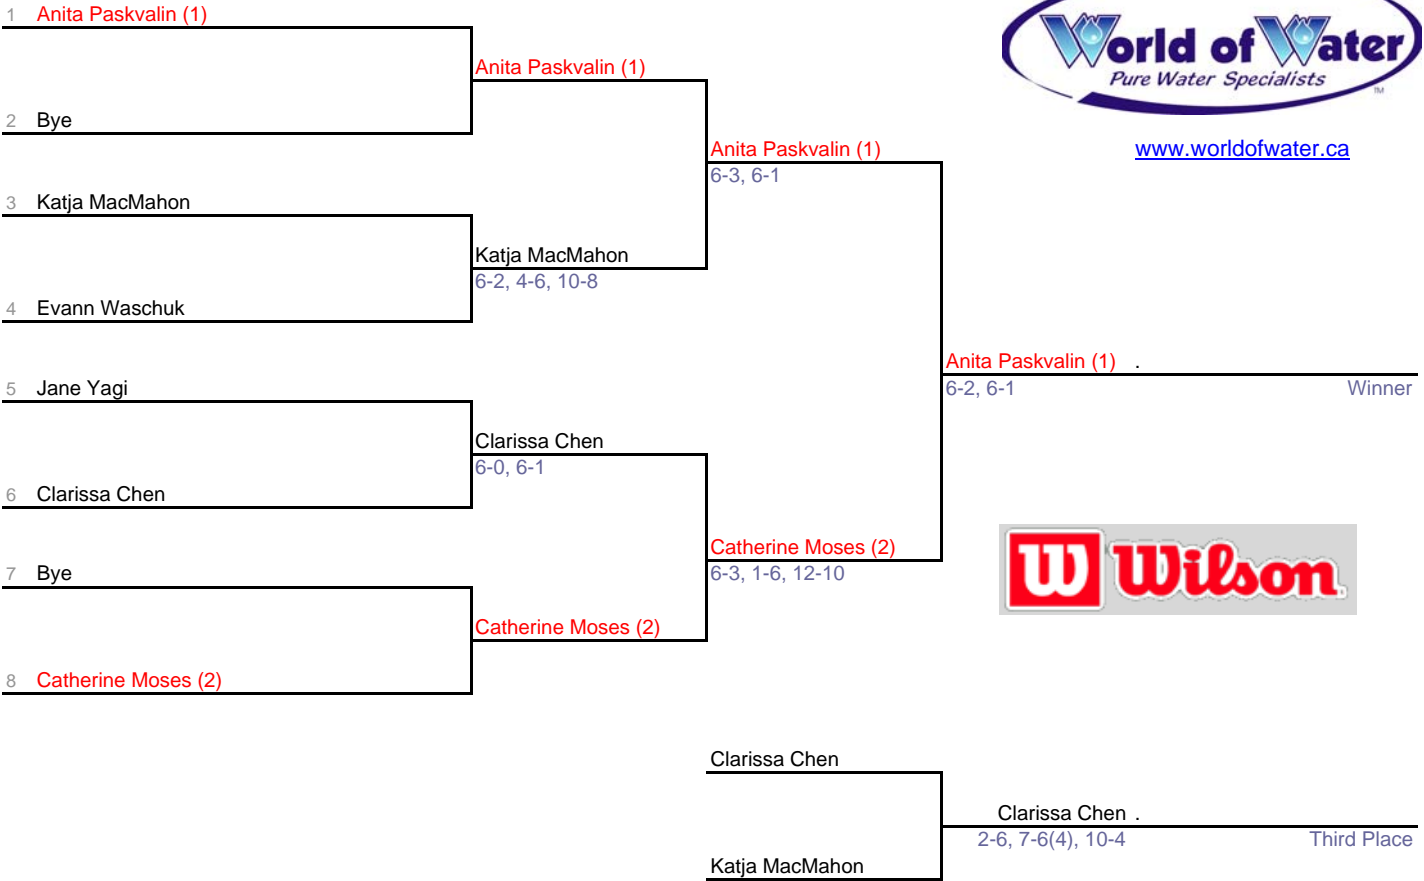 1 Anita Paskvalin (1)
World of Water
Anita Paskvalin (1)
Pure Water Specialists
TM
2 Bye
Anita Paskvalin (1)
www.worldofwater.ca
6-3, 6-1
3 Katja MacMahon
Katja MacMahon
6-2, 4-6, 10-8
4 Evann Waschuk
Anita Paskvalin (1) .
5 Jane Yagi
6-2, 6-1 Winner
Clarissa Chen
6-0, 6-1
6 Clarissa Chen
Catherine Moses (2)
W Wilson
7 Bye
6-3, 1-6, 12-10
Catherine Moses (2)
8 Catherine Moses (2)
Clarissa Chen
Clarissa Chen .
2-6, 7-6(4), 10-4 Third Place
Katja MacMahon